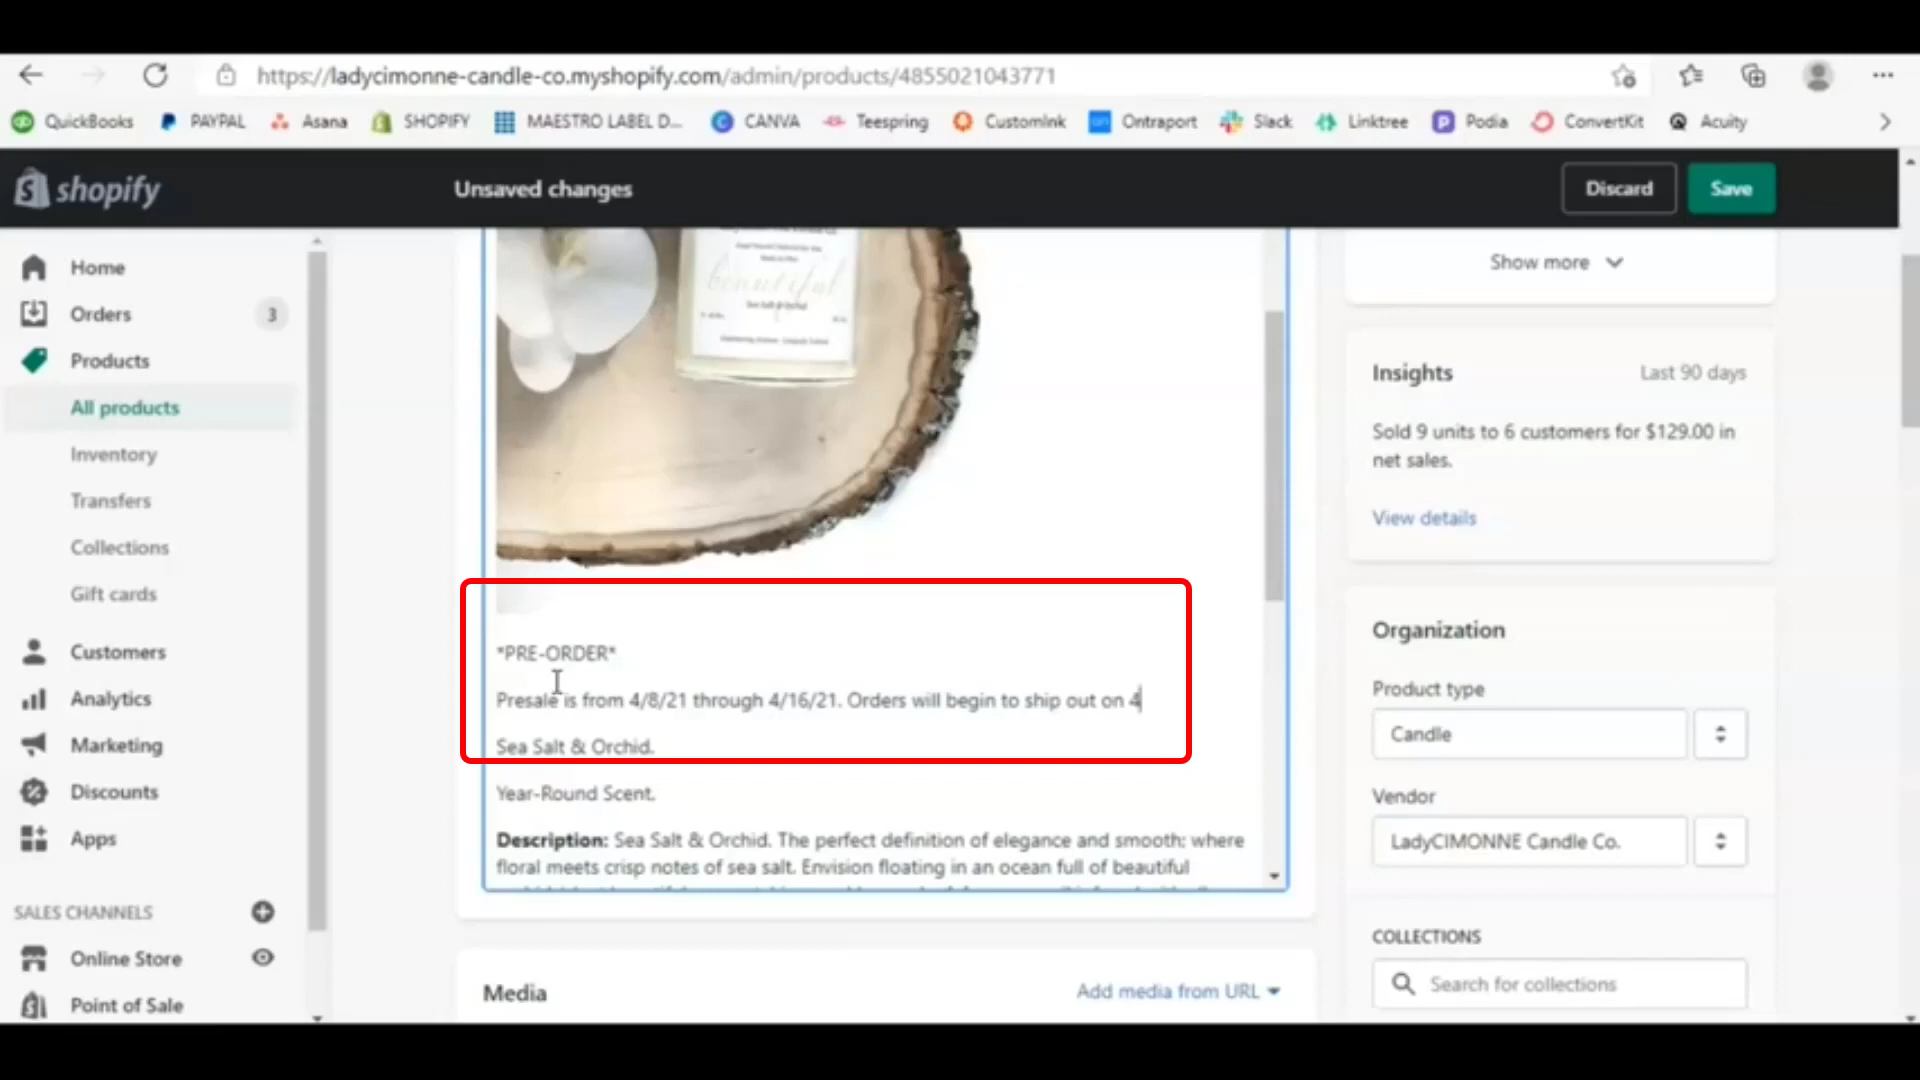 https://ladycimonne-candle-co.myshopify.com/admin/products/4855021043771
QuickBooks PAYPAL Asana SHOPIFY MAESTRO LABEL D... CANVA Teespring CustomInk Ontraport Slack Linktree Podia ConvertKit Acuity
shopify
Unsaved changes
Discard
Save
Home
Orders 3
Products
All products
Inventory
Transfers
Collections
Gift cards
Customers
Analytics
Marketing
Discounts
Apps
SALES CHANNELS
Online Store
Point of Sale
beautiful
Sea Salt & Orchid
*PRE-ORDER*
Presale is from 4/8/21 through 4/16/21. Orders will begin to ship out on 4
Sea Salt & Orchid.
Year-Round Scent.
Description: Sea Salt & Orchid. The perfect definition of elegance and smooth: where
floral meets crisp notes of sea salt. Envision floating in an ocean full of beautiful
Media
Add media from URL
Show more
Insights
Last 90 days
Sold 9 units to 6 customers for $129.00 in
net sales.
View details
Organization
Product type
Candle
Vendor
LadyCIMONNE Candle Co.
COLLECTIONS
Search for collections